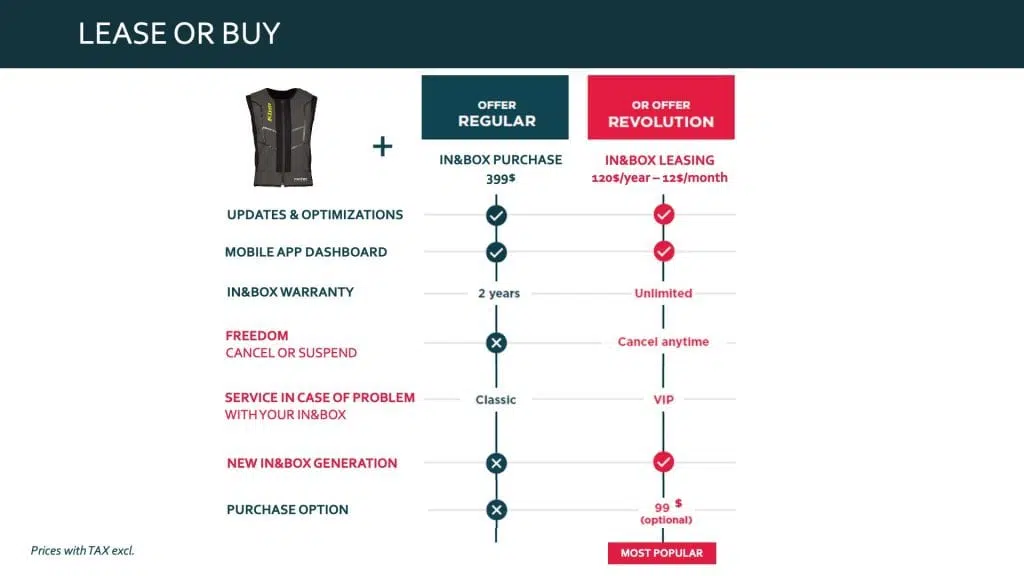 LEASE OR BUY
OFFER
REGULAR
OR OFFER
REVOLUTION
KLIM
+
IN&BOX PURCHASE
399$
IN&BOX LEASING
120$/year – 12$/month
UPDATES & OPTIMIZATIONS
MOBILE APP DASHBOARD
IN&BOX WARRANTY
2 years
Unlimited
FREEDOM
CANCEL OR SUSPEND
Cancel anytime
SERVICE IN CASE OF PROBLEM
WITH YOUR IN&BOX
Classic
VIP
NEW IN&BOX GENERATION
PURCHASE OPTION
99 $
(optional)
Prices with TAX excl.
MOST POPULAR